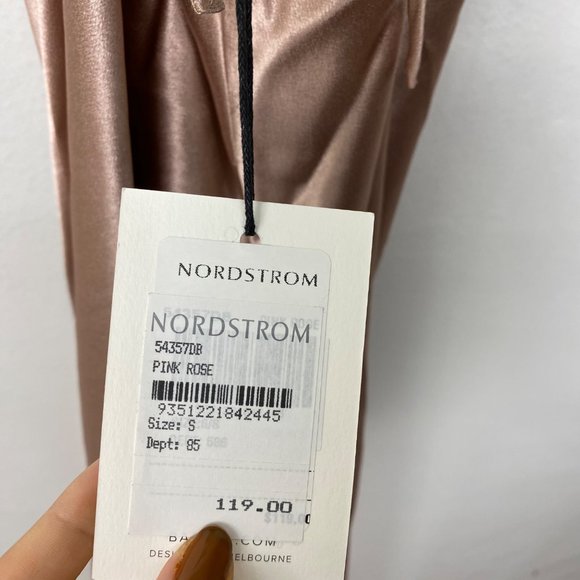 NORDSTROM
NORDSTROM
54357DB
PINK ROSE
9351221842445
Size: S
Dept: 85
119.00